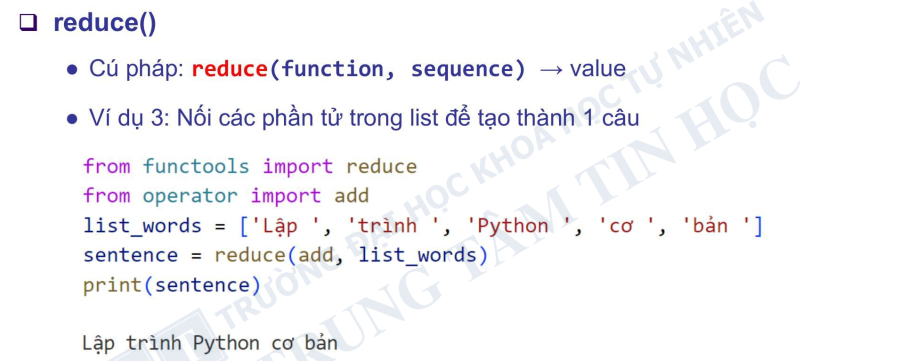 ❑ reduce()
● Cú pháp: reduce(function, sequence) → value
● Ví dụ 3: Nối các phần tử trong list để tạo thành 1 câu
from functools import reduce
from operator import add
list_words = ['Lập ', 'trình ', 'Python ', 'cơ ', 'bản ']
sentence = reduce(add, list_words)
print(sentence)
Lập trình Python cơ bản
TRƯỜNG ĐẠI HỌC KHOA HỌC TỰ NHIÊN
TRUNG TÂM TIN HỌC